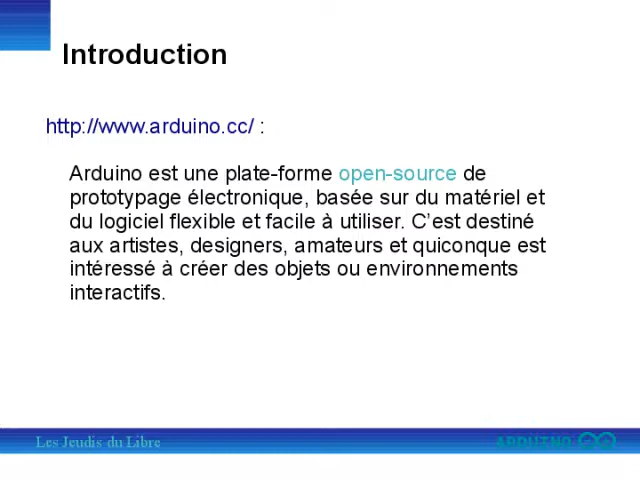 Introduction
http://www.arduino.cc/ :
Arduino est une plate-forme open-source de
prototypage électronique, basée sur du matériel et
du logiciel flexible et facile à utiliser. C’est destiné
aux artistes, designers, amateurs et quiconque est
intéressé à créer des objets ou environnements
interactifs.
Les Jeudis du Libre
ARDUINO